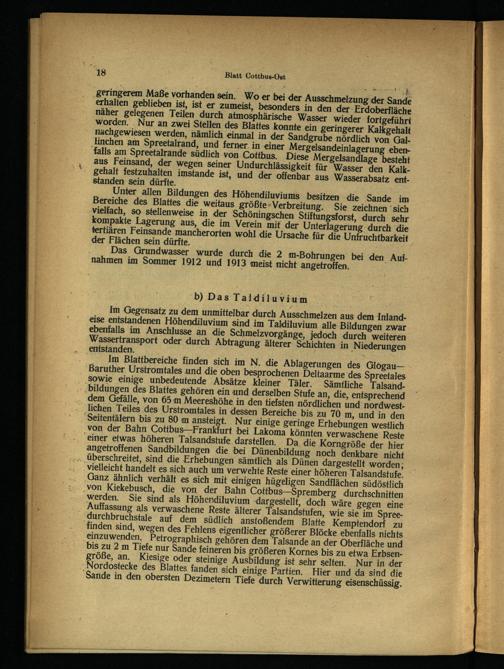 18
Blatt Cottbus-Ost
geringerem Maße vorhanden sein. Wo er bei der Ausschmelzung der Sande
erhalten geblieben ist, ist er zumeist, besonders in den der Erdoberfläche
näher gelegenen Teilen durch atmosphärische Wasser wieder fortgeführt
worden. Nur an zwei Stellen des Blattes konnte ein geringerer Kalkgehalt
nachgewiesen werden, nämlich einmal in der Sandgrube nördlich von Gal-
linchen am Spreetalrand, und ferner in einer Mergelsandeinlagerung eben-
falls am Spreetalrande südlich von Cottbus. Diese Mergelsandlage besteht
aus Feinsand, der wegen seiner Undurchlässigkeit für Wasser den Kalk-
gehalt festzuhalten imstande ist, und der offenbar aus Wasserabsatz ent-
standen sein dürfte.
Unter allen Bildungen des Höhendiluviums besitzen die Sande im
Bereiche des Blattes die weitaus größte Verbreitung. Sie zeichnen sich
vielfach, so stellenweise in der Schöningschen Stiftungsforst, durch sehr
kompakte Lagerung aus, die im Verein mit der Unterlagerung durch die
tertiären Feinsande mancherorten wohl die Ursache für die Unfruchtbarkeit
der Flächen sein dürfte.
Das Grundwasser wurde durch die 2 m-Bohrungen bei den Auf-
nahmen im Sommer 1912 und 1913 meist nicht angetroffen.
b) Das Taldiluvium
Im Gegensatz zu dem unmittelbar durch Ausschmelzen aus dem Inland-
eise entstandenen Höhendiluvium sind im Taldiluvium alle Bildungen zwar
ebenfalls im Anschlusse an die Schmelzvorgänge, jedoch durch weiteren
Wassertransport oder durch Abtragung älterer Schichten in Niederungen
entstanden.
Im Blattbereiche finden sich im N. die Ablagerungen des Glogau—
Baruther Urstromtales und die oben besprochenen Deltaarme des Spreetales
sowie einige unbedeutende Absätze kleiner Täler. Sämtliche Talsand-
bildungen des Blattes gehören ein und derselben Stufe an, die, entsprechend
dem Gefälle, von 65 m Meereshöhe in den tiefsten nördlichen und nordwest-
lichen Teiles des Urstromtales in dessen Bereiche bis zu 70 m, und in den
Seitentälern bis zu 80 m ansteigt. Nur einige geringe Erhebungen westlich
von der Bahn Cottbus—Frankfurt bei Lakoma könnten verwaschene Reste
einer etwas höheren Talsandstufe darstellen. Da die Korngröße der hier
angetroffenen Sandbildungen die bei Dünenbildung noch denkbare nicht
überschreitet, sind die Erhebungen sämtlich als Dünen dargestellt worden;
vielleicht handelt es sich auch um verwehte Reste einer höheren Talsandstufe.
Ganz ähnlich verhält es sich mit einigen hügeligen Sandflächen südöstlich
von Kiekebusch, die von der Bahn Cottbus—Spremberg durchschnitten
werden. Sie sind als Höhendiluvium dargestellt, doch wäre gegen eine
Auffassung als verwaschene Reste älterer Talsandstufen, wie sie im Spree-
durchbruchstale auf dem südlich anstoßendem Blatte Kemptendorf zu
finden sind, wegen des Fehlens eigentlicher größerer Blöcke ebenfalls nichts
einzuwenden. Petrographisch gehören dem Talsande an der Oberfläche und
bis zu 2 m Tiefe nur Sande feineren bis größeren Kornes bis zu etwa Erbsen-
größe, an. Kiesige oder steinige Ausbildung ist sehr selten. Nur in der
Nordostecke des Blattes fanden sich einige Partien. Hier und da sind die
Sande in den obersten Dezimetern Tiefe durch Verwitterung eisenschüssig.